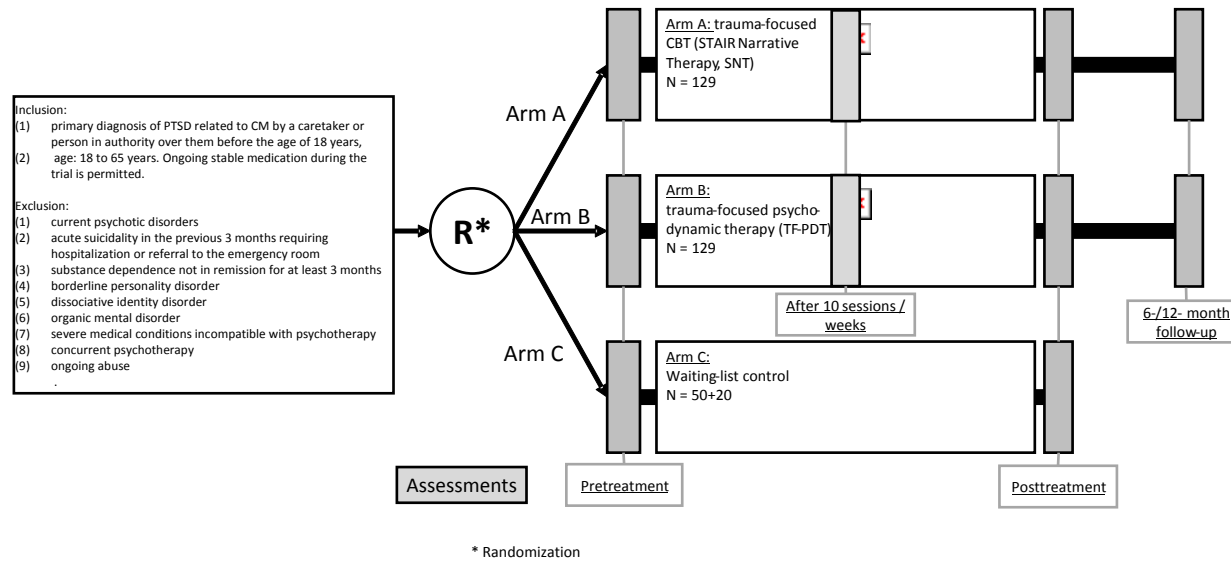 Inclusion:
(1) primary diagnosis of PTSD related to CM by a caretaker or
person in authority over them before the age of 18 years,
(2) age: 18 to 65 years. Ongoing stable medication during the
trial is permitted.
Exclusion:
(1) current psychotic disorders
(2) acute suicidality in the previous 3 months requiring
hospitalization or referral to the emergency room
(3) substance dependence not in remission for at least 3 months
(4) borderline personality disorder
(5) dissociative identity disorder
(6) organic mental disorder
(7) severe medical conditions incompatible with psychotherapy
(8) concurrent psychotherapy
(9) ongoing abuse
.
R*
Arm A
Arm B
Arm C
Arm A: trauma-focused
CBT (STAIR Narrative
Therapy, SNT)
N = 129
Arm B:
trauma-focused psycho-
dynamic therapy (TF-PDT)
N = 129
After 10 sessions /
weeks
6-/12- month
follow-up
Arm C:
Waiting-list control
N = 50+20
Assessments
Pretreatment
Posttreatment
* Randomization